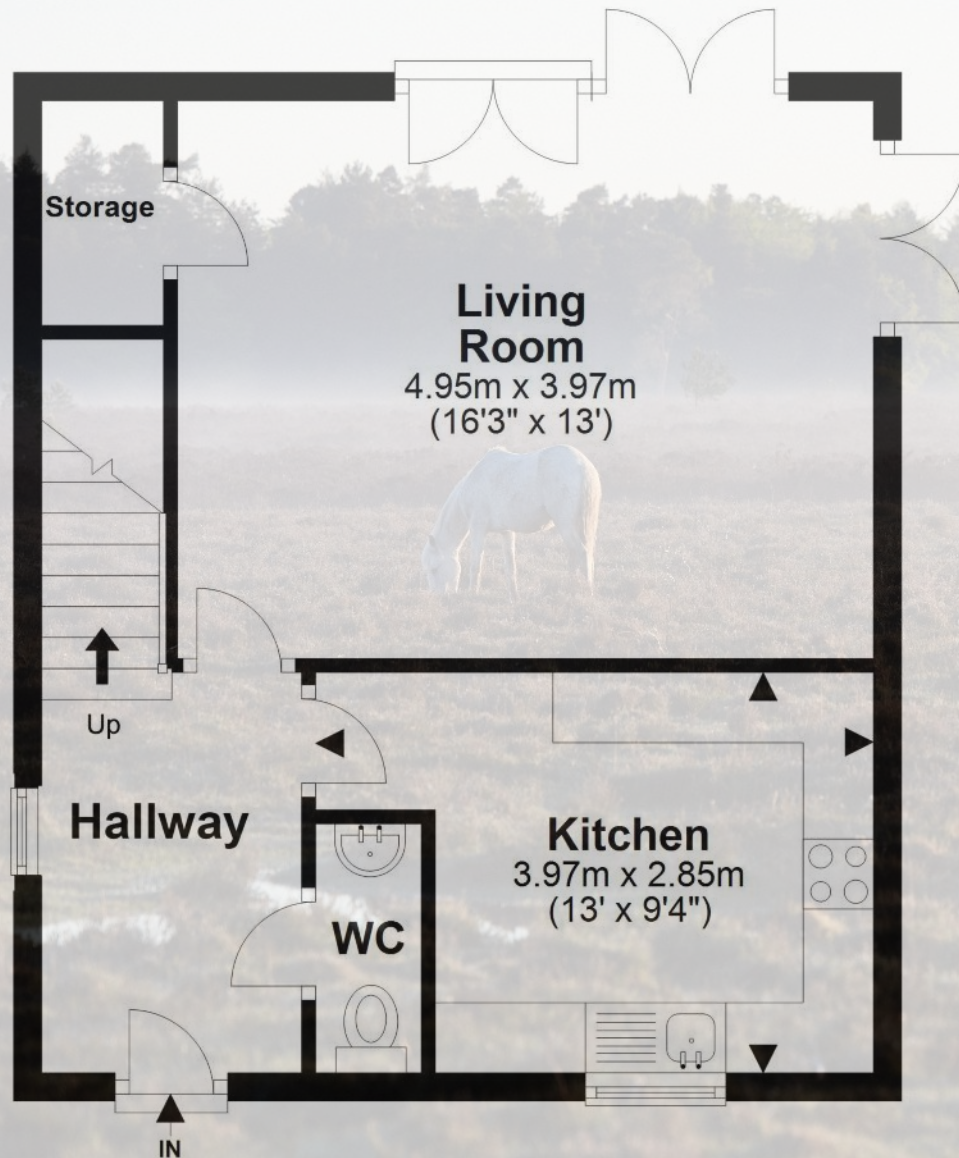 Storage
Living
Room
4.95m x 3.97m
(16'3" x 13')
Up
Hallway
Kitchen
3.97m x 2.85m
(13' x 9'4")
WC
IN